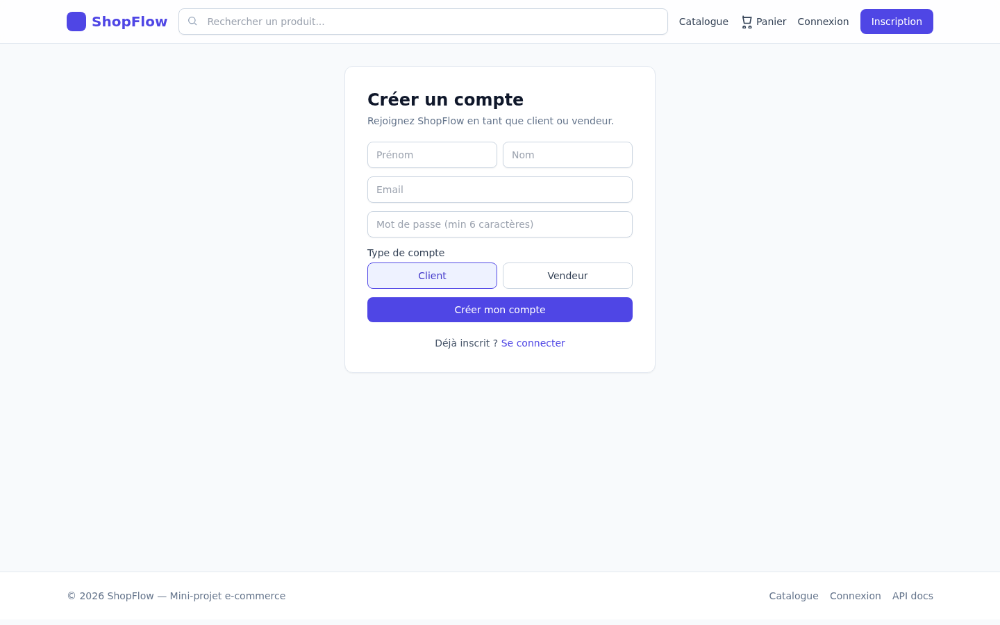 ShopFlow
Rechercher un produit...
Catalogue
Panier
Connexion
Inscription
Créer un compte
Rejoignez ShopFlow en tant que client ou vendeur.
Prénom
Nom
Email
Mot de passe (min 6 caractères)
Type de compte
Client
Vendeur
Créer mon compte
Déjà inscrit ? Se connecter
© 2026 ShopFlow — Mini-projet e-commerce
Catalogue
Connexion
API docs